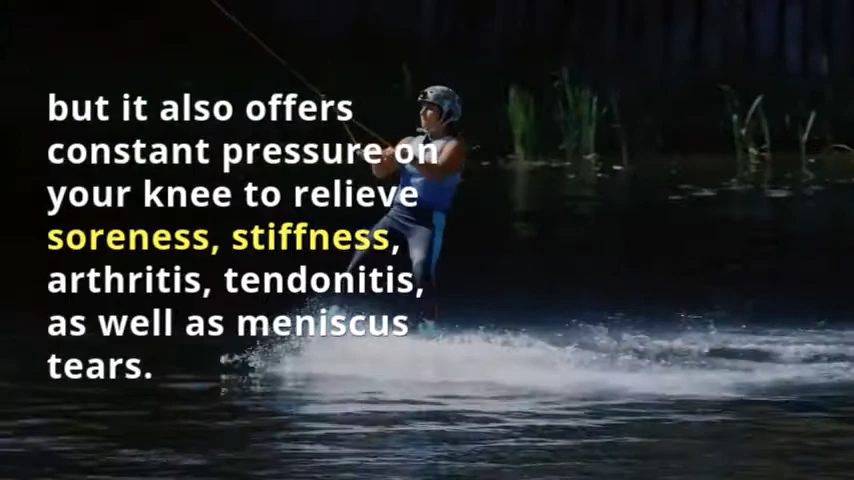 but it also offers
constant pressure on
your knee to relieve
soreness, stiffness,
arthritis, tendonitis,
as well as meniscus
tears.